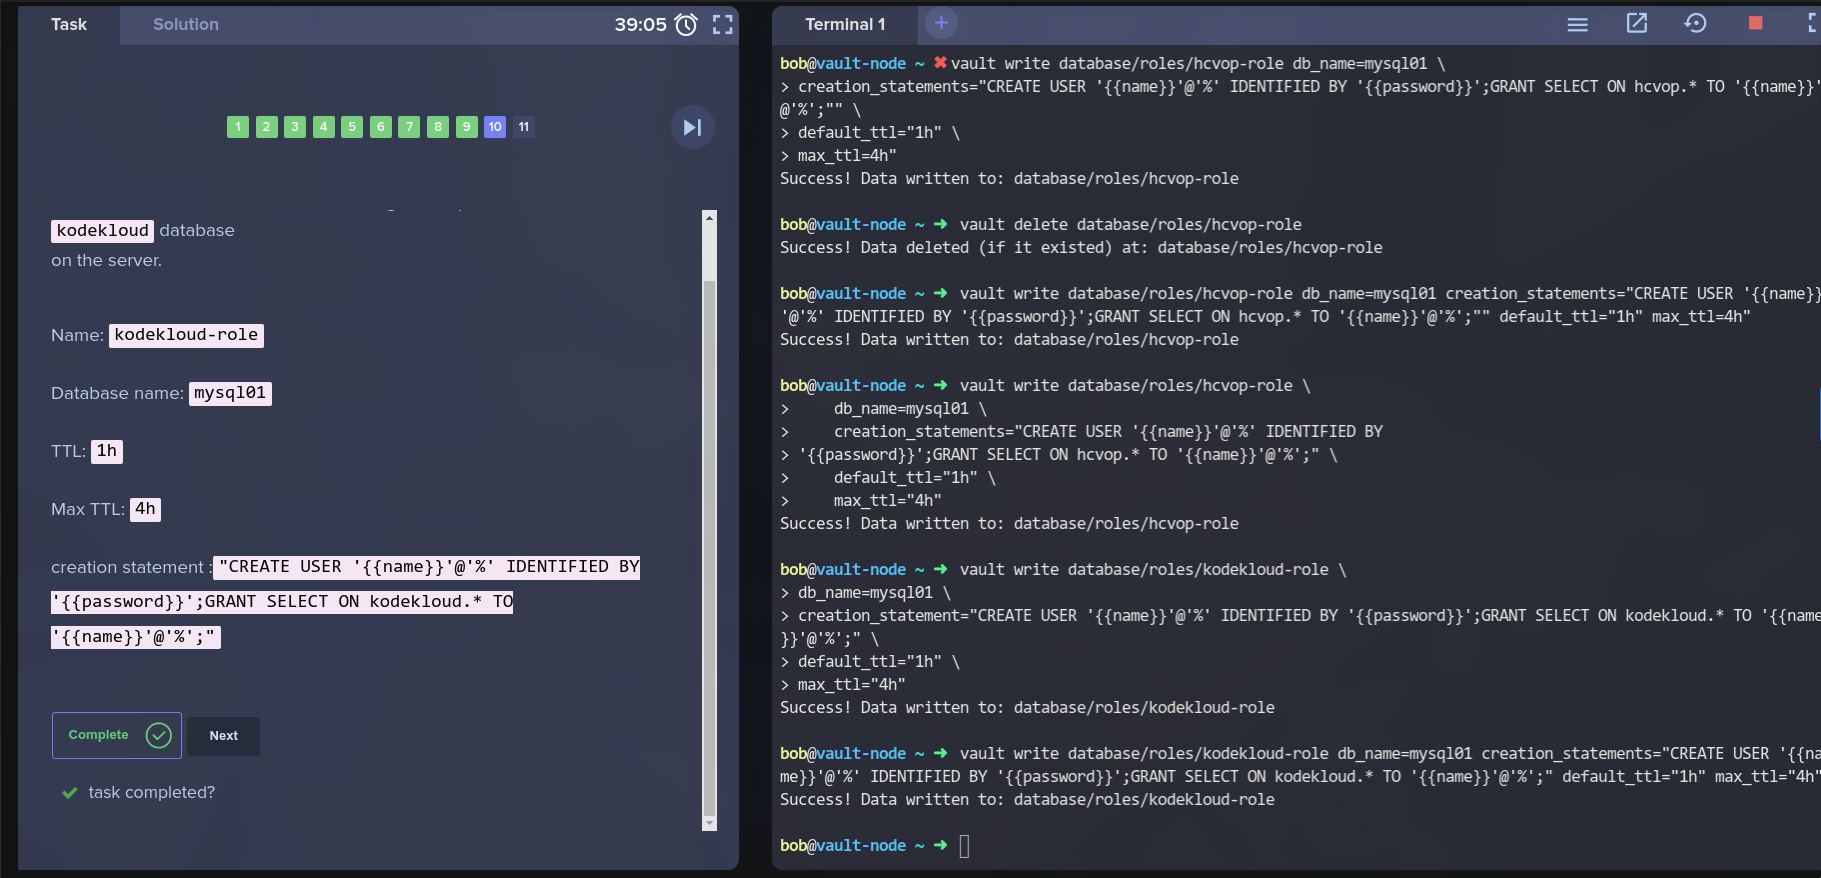 Task
Solution
39:05
1 2 3 4 5 6 7 8 9 10 11
kodekloud database
on the server.
Name: kodekloud-role
Database name: mysql01
TTL: 1h
Max TTL: 4h
creation statement : "CREATE USER '{{name}}'@'%' IDENTIFIED BY
'{{password}}';GRANT SELECT ON kodekloud.* TO
'{{name}}'@'%';"
Complete
Next
task completed?
Terminal 1
+
bob@vault-node ~ ✖ vault write database/roles/hcvop-role db_name=mysql01 \
> creation_statements="CREATE USER '{{name}}'@'%' IDENTIFIED BY '{{password}}';GRANT SELECT ON hcvop.* TO '{{name}}'
@'%';"" \
> default_ttl="1h" \
> max_ttl=4h"
Success! Data written to: database/roles/hcvop-role
bob@vault-node ~ ➜ vault delete database/roles/hcvop-role
Success! Data deleted (if it existed) at: database/roles/hcvop-role
bob@vault-node ~ ➜ vault write database/roles/hcvop-role db_name=mysql01 creation_statements="CREATE USER '{{name}}
'@'%' IDENTIFIED BY '{{password}}';GRANT SELECT ON hcvop.* TO '{{name}}'@'%';"" default_ttl="1h" max_ttl=4h"
Success! Data written to: database/roles/hcvop-role
bob@vault-node ~ ➜ vault write database/roles/hcvop-role \
> db_name=mysql01 \
> creation_statements="CREATE USER '{{name}}'@'%' IDENTIFIED BY
> '{{password}}';GRANT SELECT ON hcvop.* TO '{{name}}'@'%';" \
> default_ttl="1h" \
> max_ttl="4h"
Success! Data written to: database/roles/hcvop-role
bob@vault-node ~ ➜ vault write database/roles/kodekloud-role \
> db_name=mysql01 \
> creation_statement="CREATE USER '{{name}}'@'%' IDENTIFIED BY '{{password}}';GRANT SELECT ON kodekloud.* TO '{{name
}}'@'%';" \
> default_ttl="1h" \
> max_ttl="4h"
Success! Data written to: database/roles/kodekloud-role
bob@vault-node ~ ➜ vault write database/roles/kodekloud-role db_name=mysql01 creation_statements="CREATE USER '{{na
me}}'@'%' IDENTIFIED BY '{{password}}';GRANT SELECT ON kodekloud.* TO '{{name}}'@'%';" default_ttl="1h" max_ttl="4h"
Success! Data written to: database/roles/kodekloud-role
bob@vault-node ~ ➜